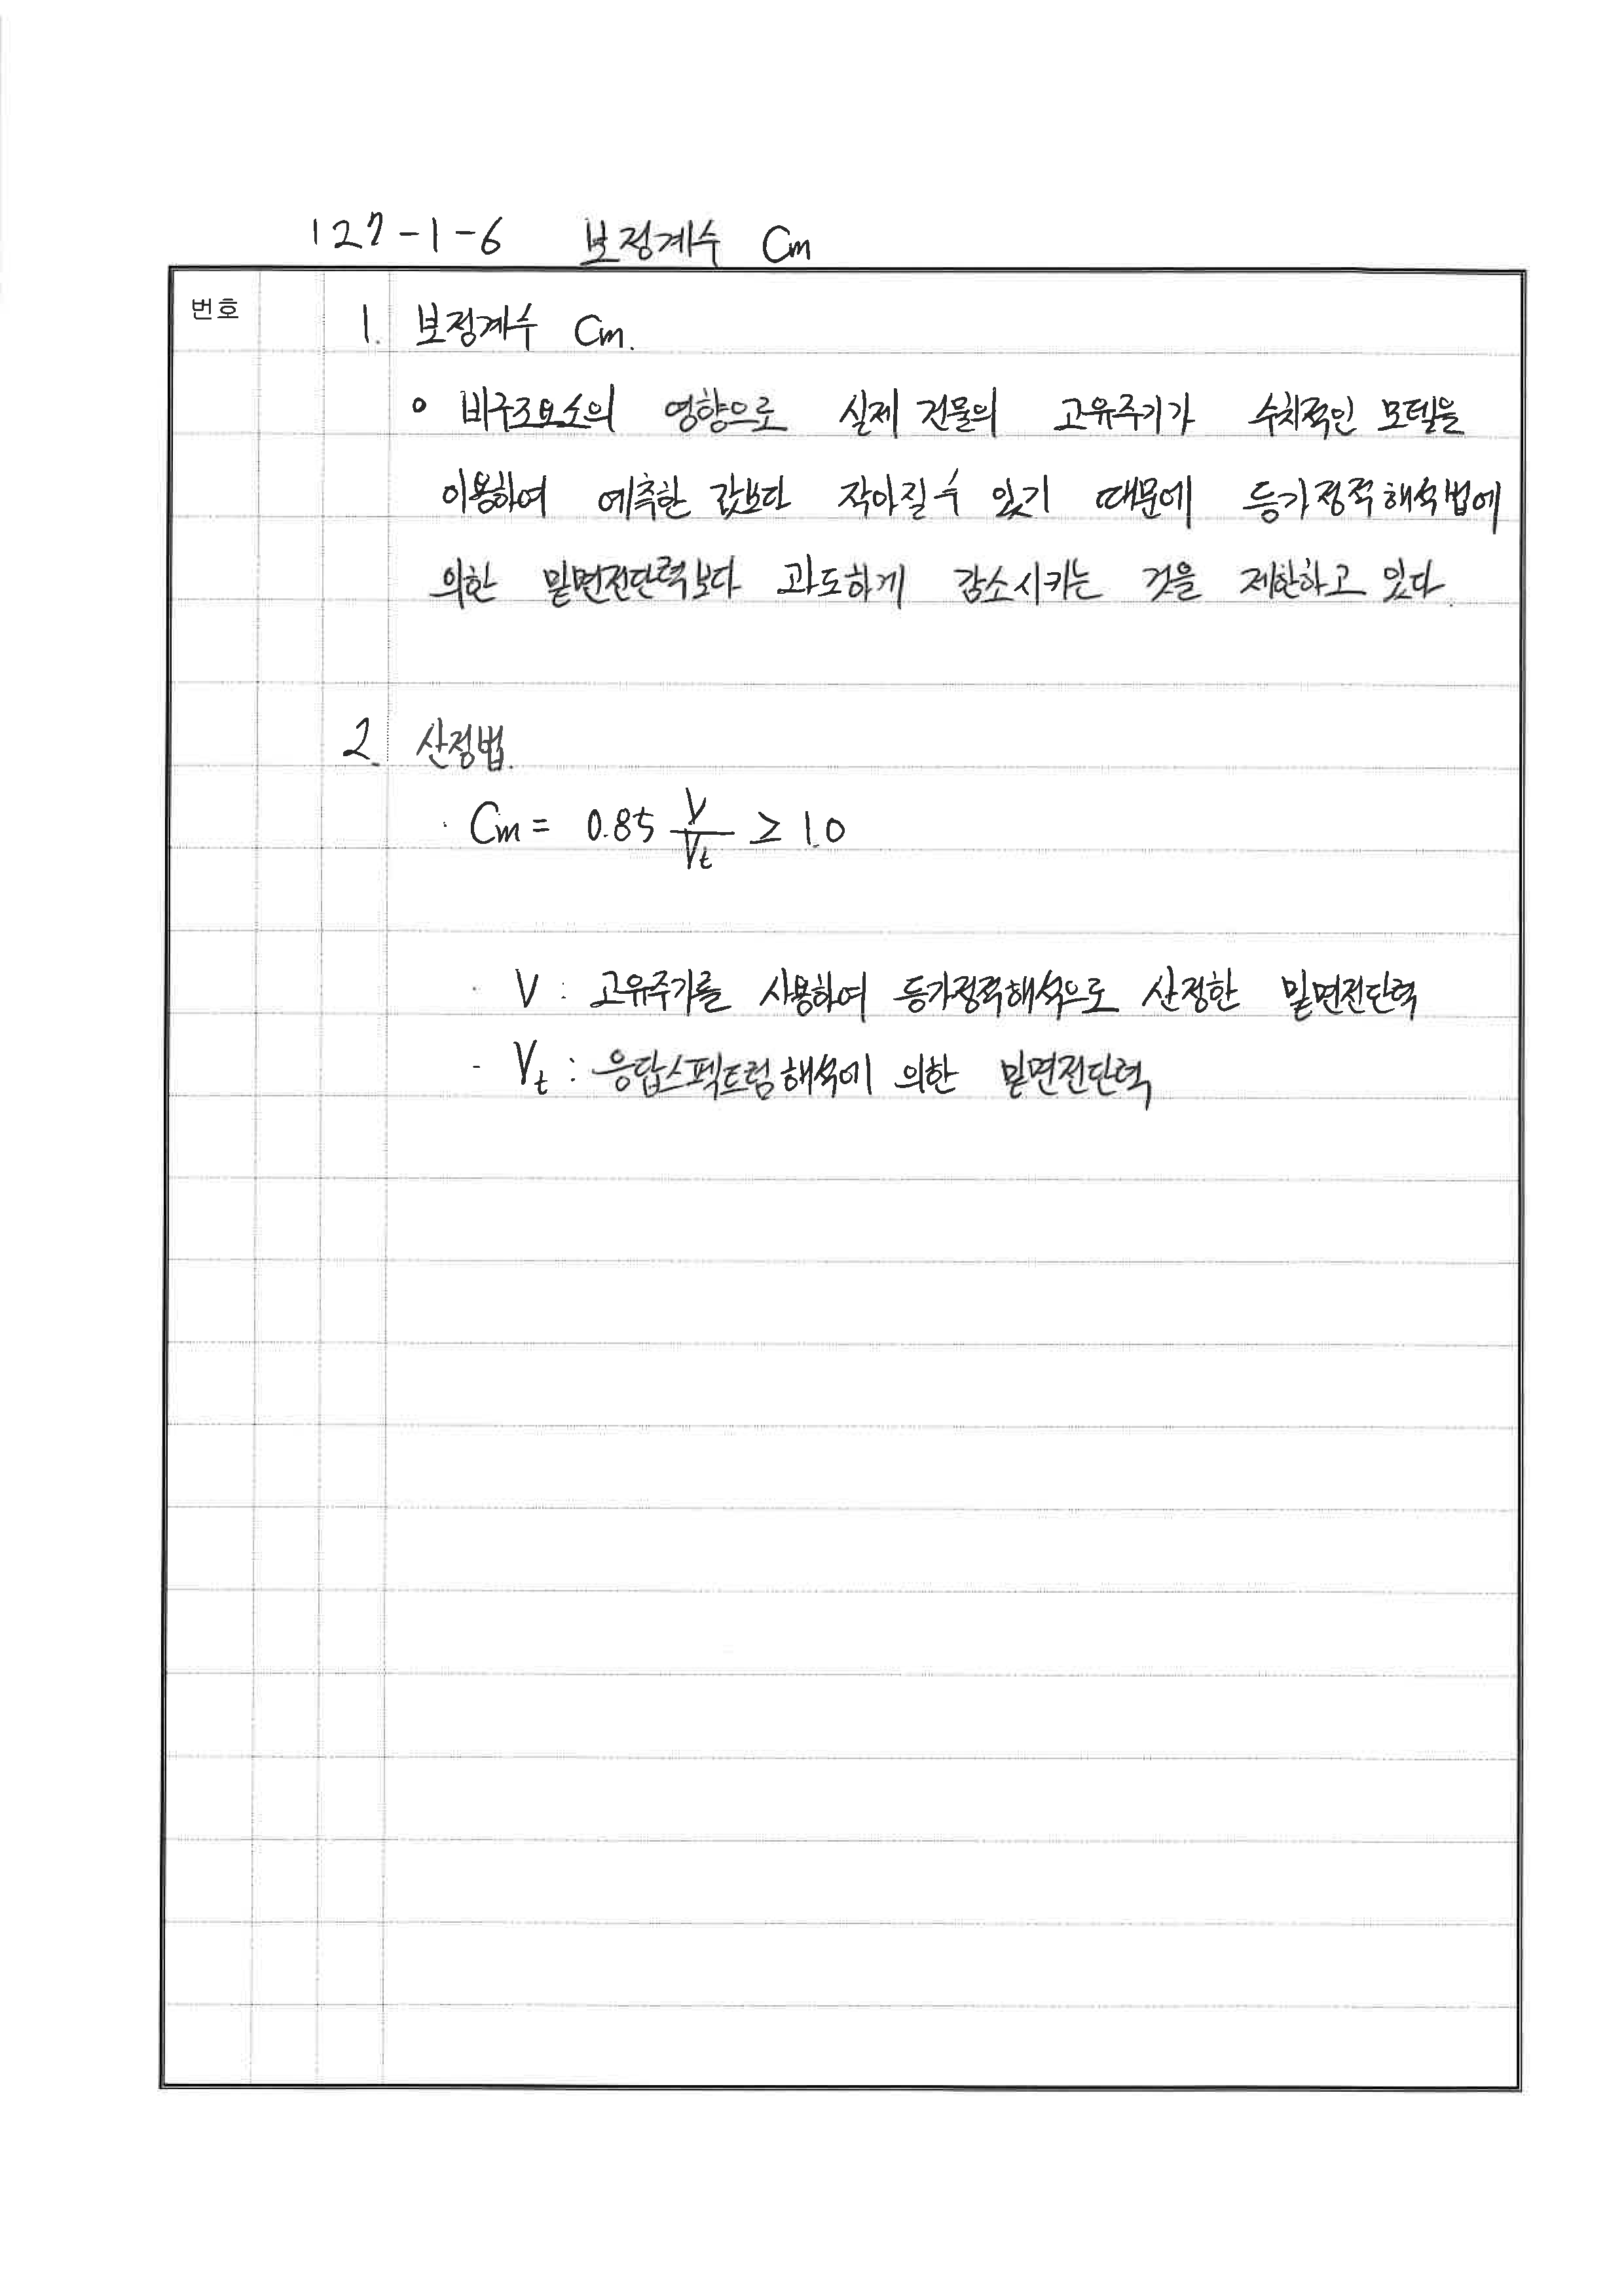 127-1-6 보정계수 Cm
번호
1. 보정계수 Cm.
○ 비구조요소의 영향으로 실제 건물의 고유주기가 수치적인 모델을
이용하여 예측한 값보다 작아질 수 있기 때문에 등가정적해석법에
의한 밑면전단력보다 과도하게 감소시키는 것을 제한하고 있다.
2. 산정법.
· Cm = 0.85 V/Vt ≥ 1.0
· V : 고유주기를 사용하여 등가정적해석으로 산정한 밑면전단력
- Vt : 응답스펙트럼해석에 의한 밑면전단력